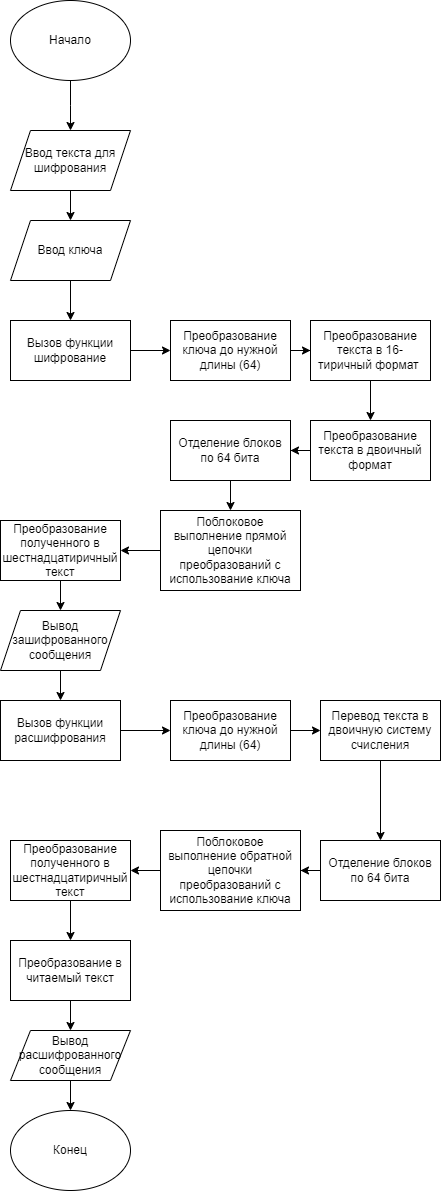 Начало
Ввод текста для
шифрования
Ввод ключа
Вызов функции
шифрование
Преобразование
ключа до нужной
длины (64)
Преобразование
текста в 16-
тиричный формат
Преобразование
текста в двоичный
формат
Отделение блоков
по 64 бита
Поблоковое
выполнение прямой
цепочки
преобразований с
использование ключа
Преобразование
полученного в
шестнадцатиричный
текст
Вывод
зашифрованного
сообщения
Вызов функции
расшифрования
Преобразование
ключа до нужной
длины (64)
Перевод текста в
двоичную систему
счисления
Отделение блоков
по 64 бита
Поблоковое
выполнение обратной
цепочки
преобразований с
использование ключа
Преобразование
полученного в
шестнадцатиричный
текст
Преобразование в
читаемый текст
Вывод
расшифрованного
сообщения
Конец